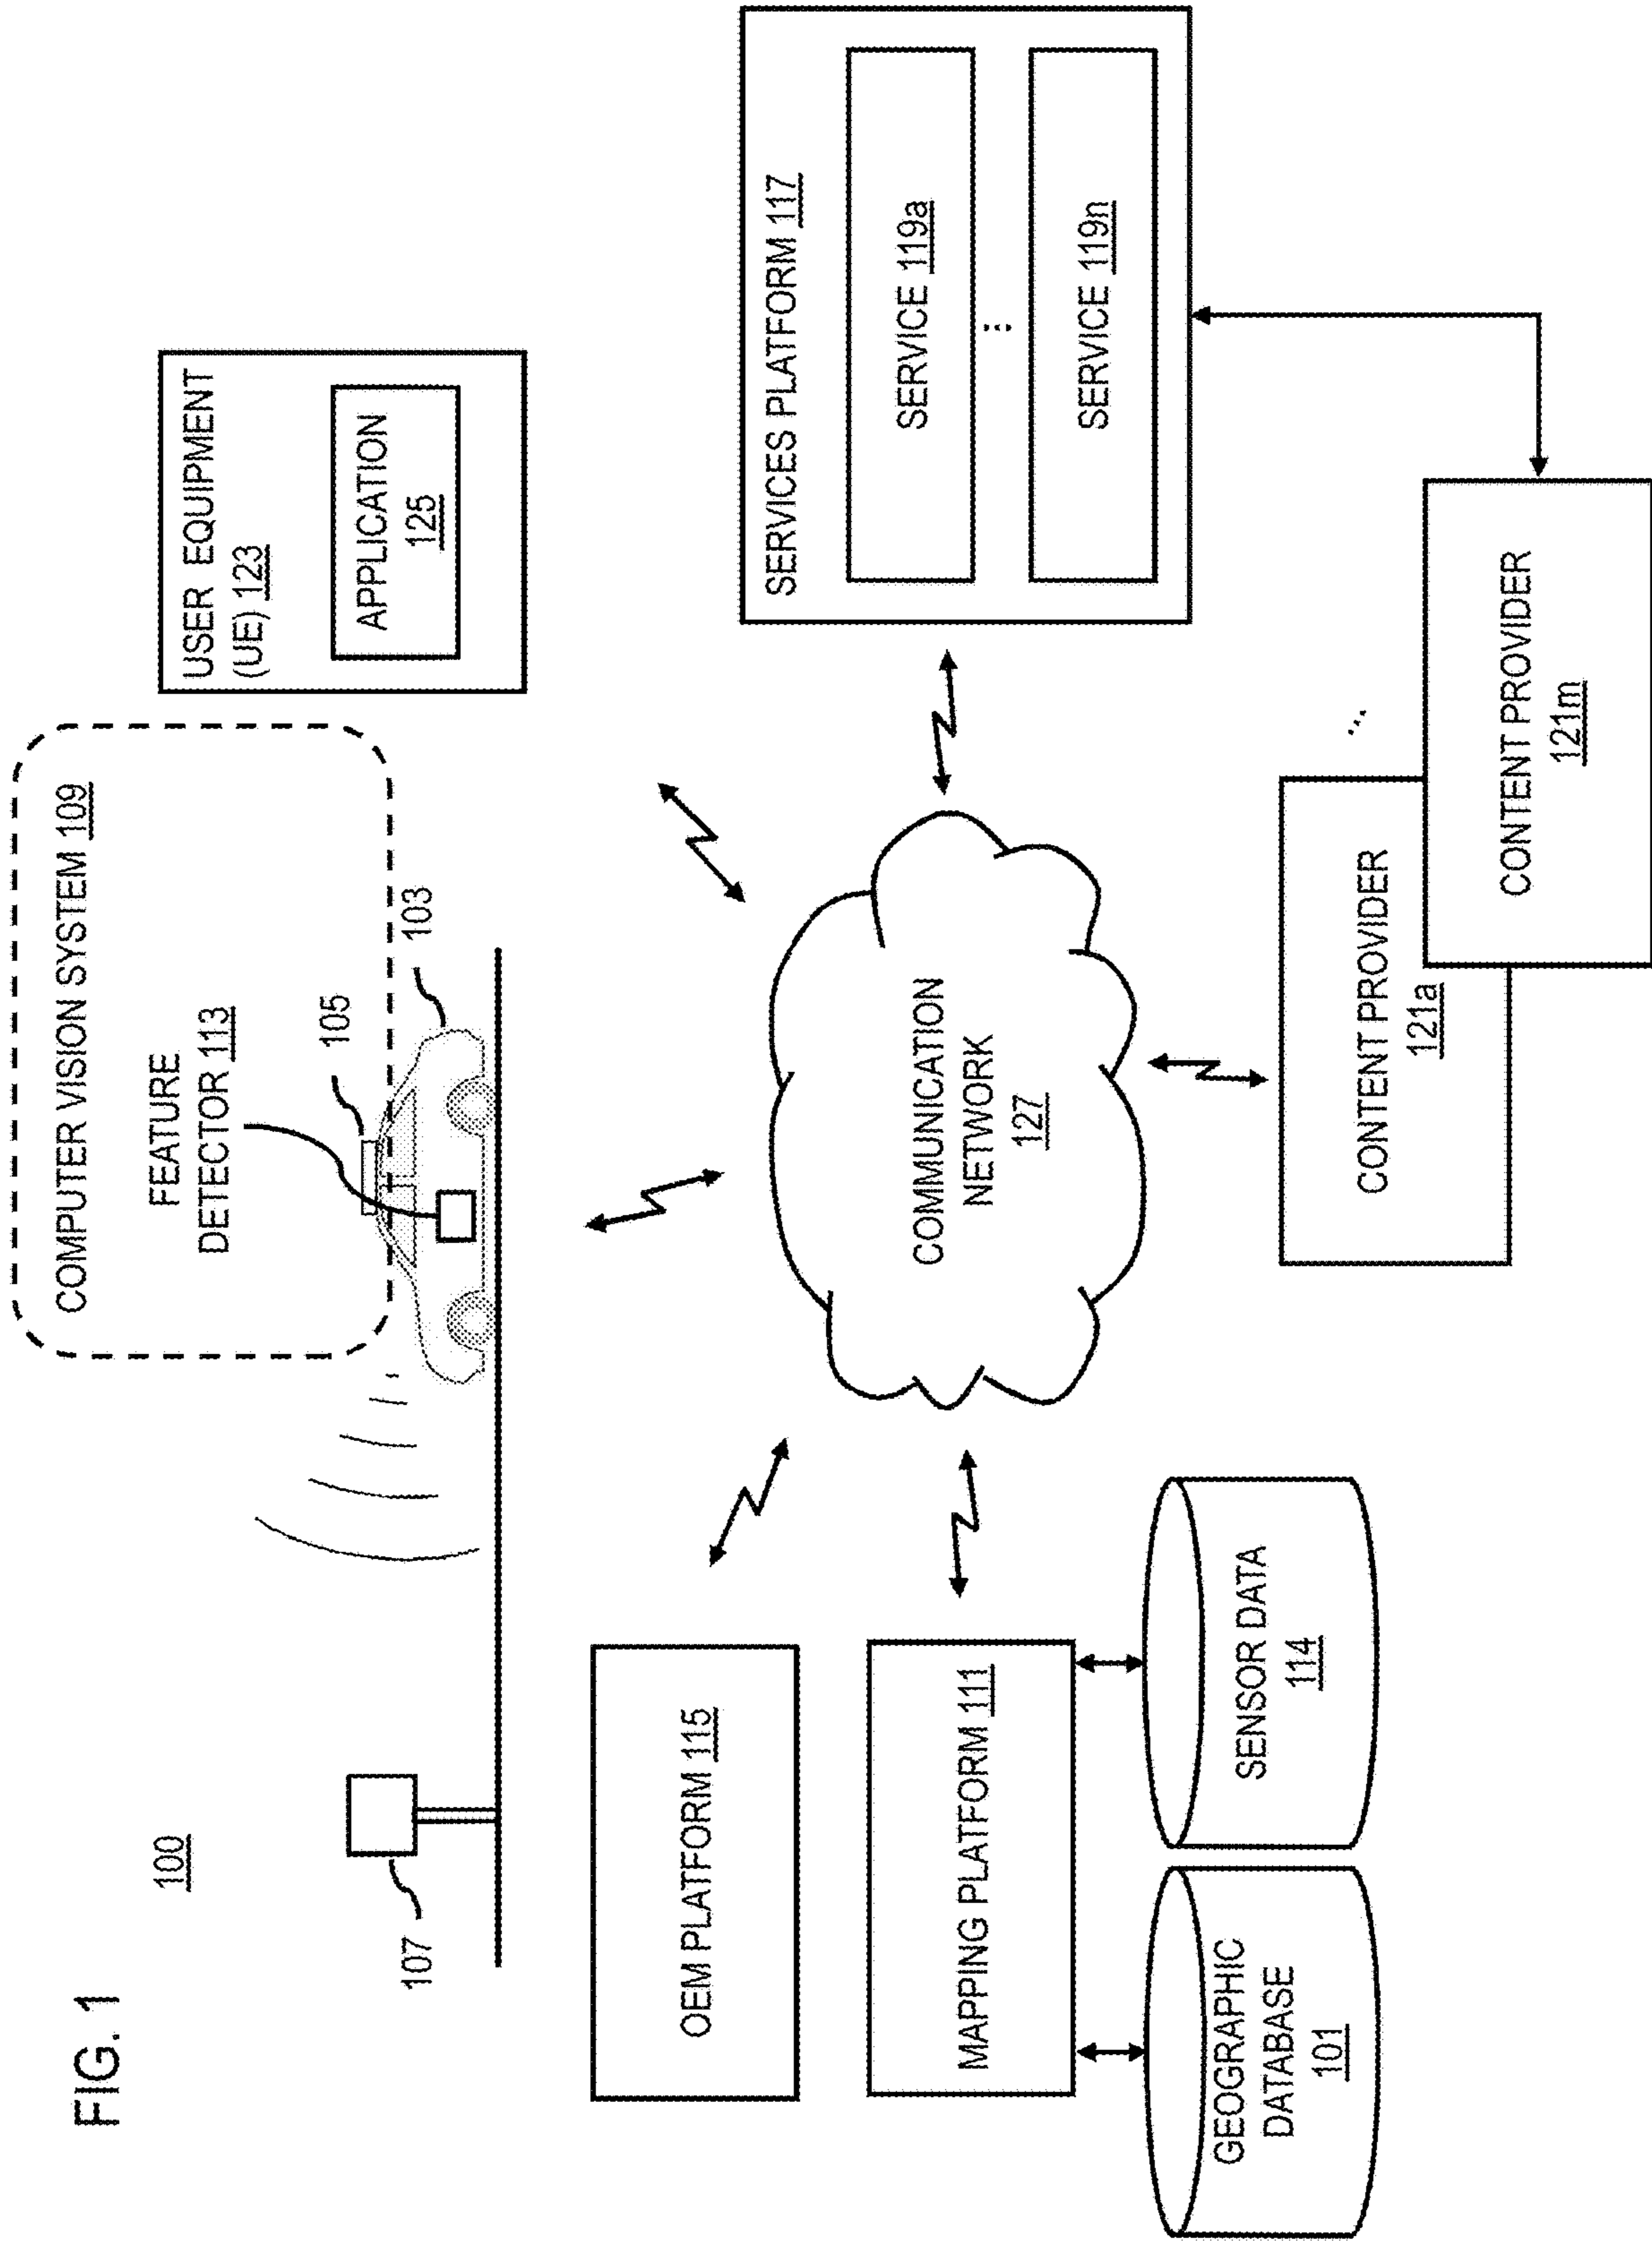 FIG. 1
100
COMPUTER VISION SYSTEM 109
FEATURE
DETECTOR 113
105
103
107
USER EQUIPMENT
(UE) 123
APPLICATION
125
OEM PLATFORM 115
MAPPING PLATFORM 111
GEOGRAPHIC
DATABASE
101
SENSOR DATA
114
COMMUNICATION
NETWORK
127
SERVICES PLATFORM 117
SERVICE 119a
...
SERVICE 119n
CONTENT PROVIDER
121a
...
CONTENT PROVIDER
121m